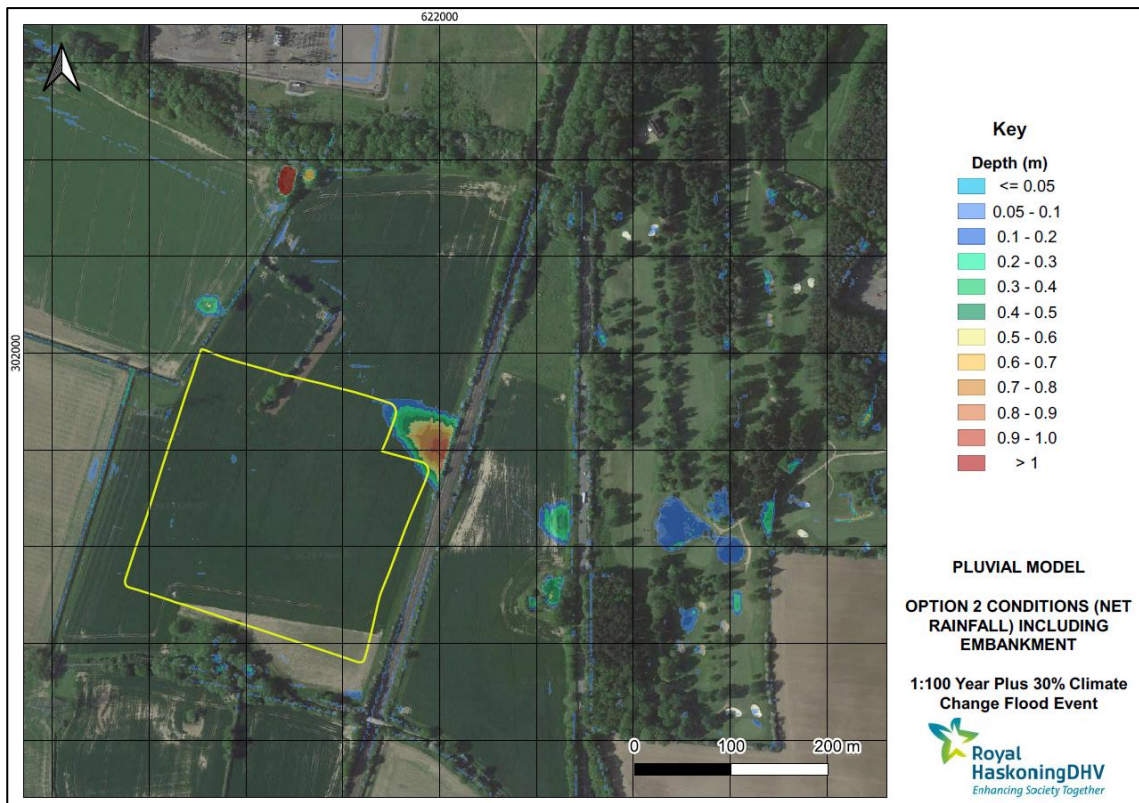 622000
302000
Key
Depth (m)
<= 0.05
0.05 - 0.1
0.1 - 0.2
0.2 - 0.3
0.3 - 0.4
0.4 - 0.5
0.5 - 0.6
0.6 - 0.7
0.7 - 0.8
0.8 - 0.9
0.9 - 1.0
> 1
PLUVIAL MODEL
OPTION 2 CONDITIONS (NET
RAINFALL) INCLUDING
EMBANKMENT
1:100 Year Plus 30% Climate
Change Flood Event
0 100 200 m
Royal
HaskoningDHV
Enhancing Society Together